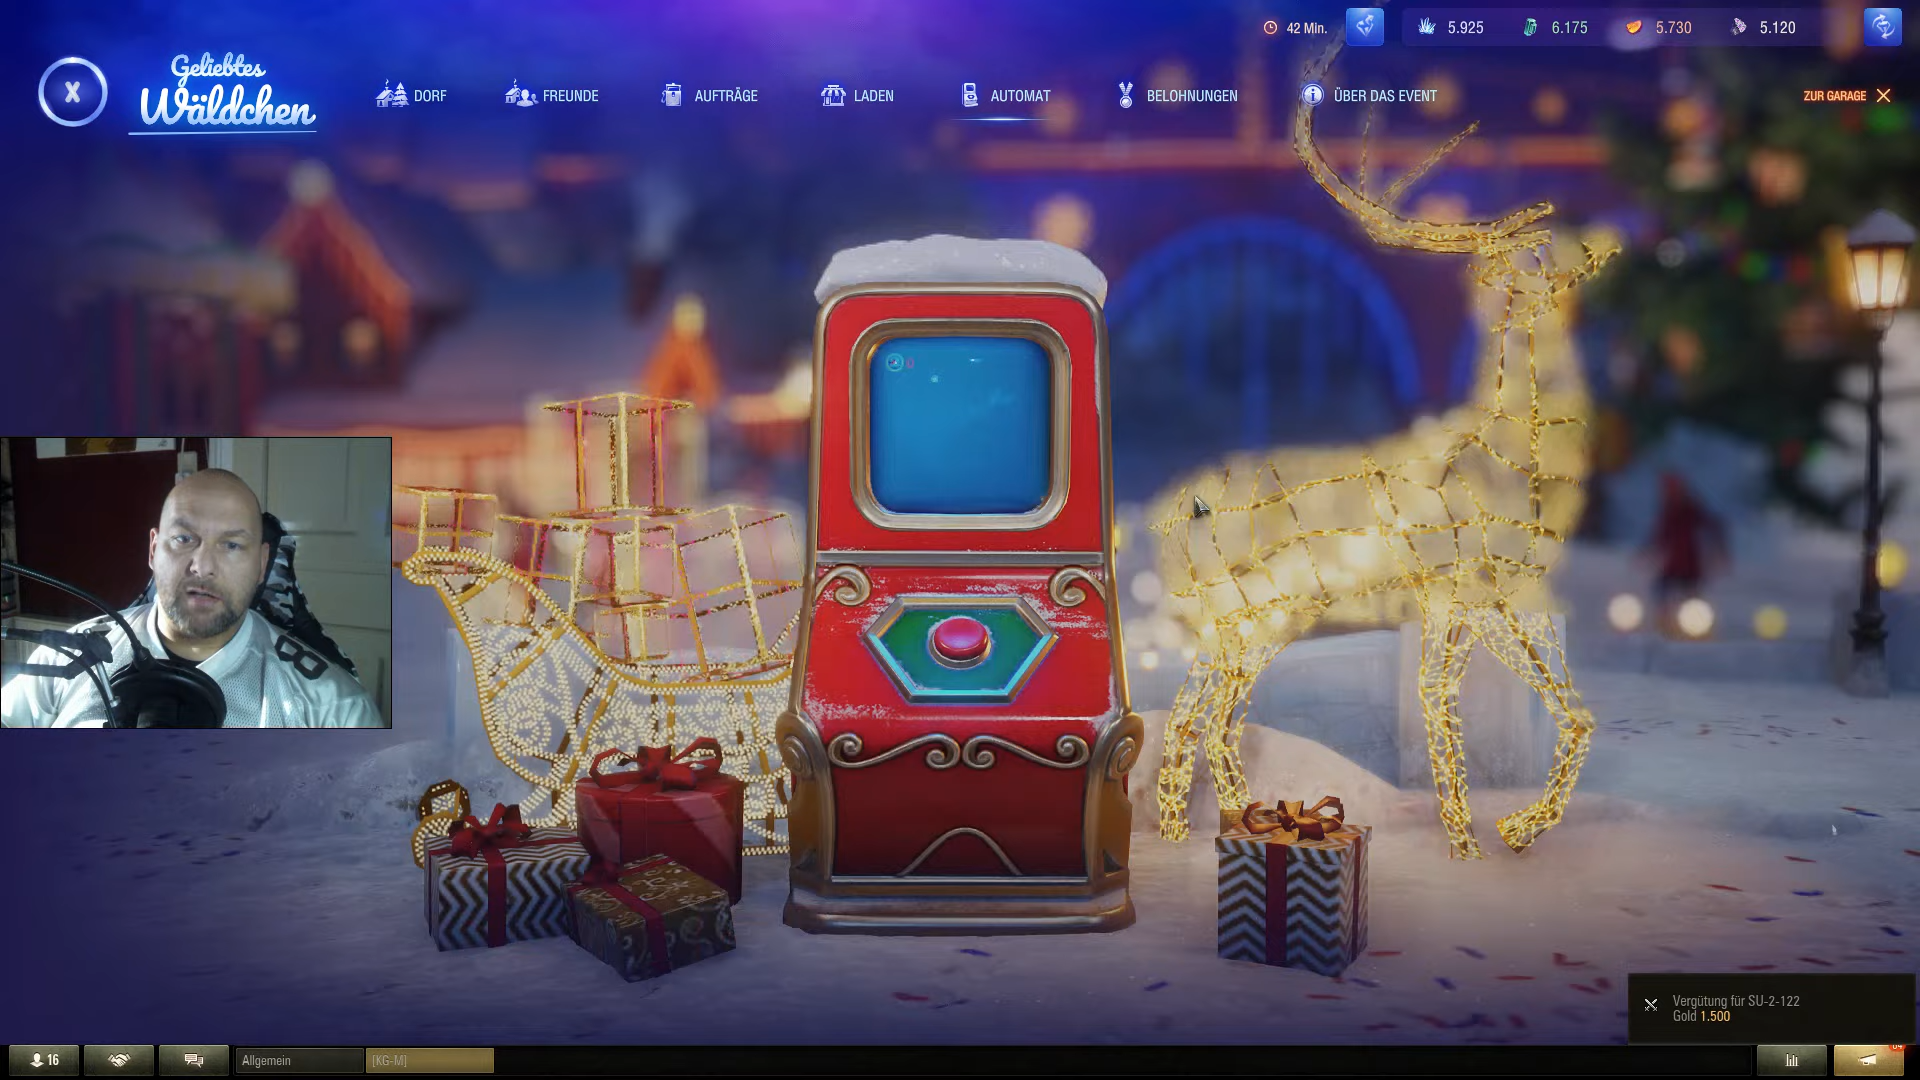 42 Min.
5.925
6.175
5.730
5.120
X
Geliebtes
Wäldchen
DORF
FREUNDE
AUFTRÄGE
LADEN
AUTOMAT
BELOHNUNGEN
ÜBER DAS EVENT
ZUR GARAGE
8
Vergütung für SU-2-122
Gold 1.500
16
Allgemein
[KG-M]